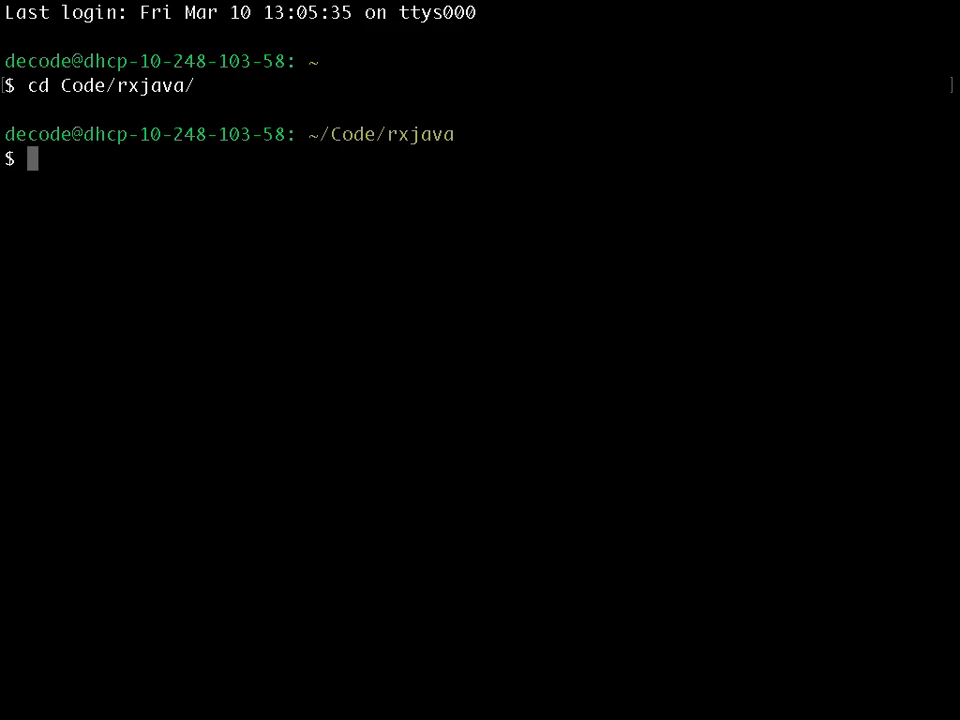 Last login: Fri Mar 10 13:05:35 on ttys000
decode@dhcp-10-248-103-58: ~
[$ cd Code/rxjava/ ]
decode@dhcp-10-248-103-58: ~/Code/rxjava
$